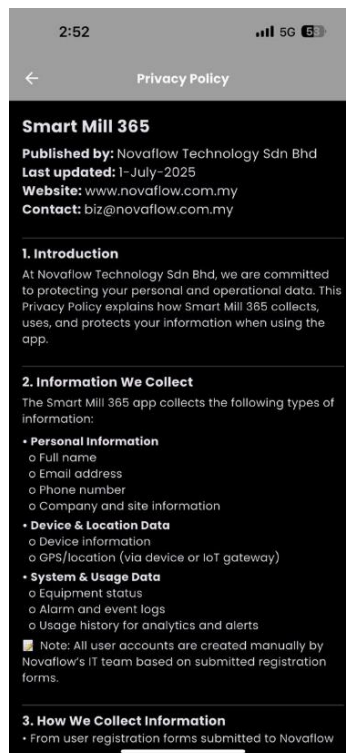 2:52
5G 53
Privacy Policy
Smart Mill 365
Published by: Novaflow Technology Sdn Bhd
Last updated: 1-July-2025
Website: www.novaflow.com.my
Contact: biz@novaflow.com.my
1. Introduction
At Novaflow Technology Sdn Bhd, we are committed
to protecting your personal and operational data. This
Privacy Policy explains how Smart Mill 365 collects,
uses, and protects your information when using the
app.
2. Information We Collect
The Smart Mill 365 app collects the following types of
information:
• Personal Information
o Full name
o Email address
o Phone number
o Company and site information
• Device & Location Data
o Device information
o GPS/location (via device or IoT gateway)
• System & Usage Data
o Equipment status
o Alarm and event logs
o Usage history for analytics and alerts
📝 Note: All user accounts are created manually by
Novaflow's IT team based on submitted registration
forms.
3. How We Collect Information
• From user registration forms submitted to Novaflow